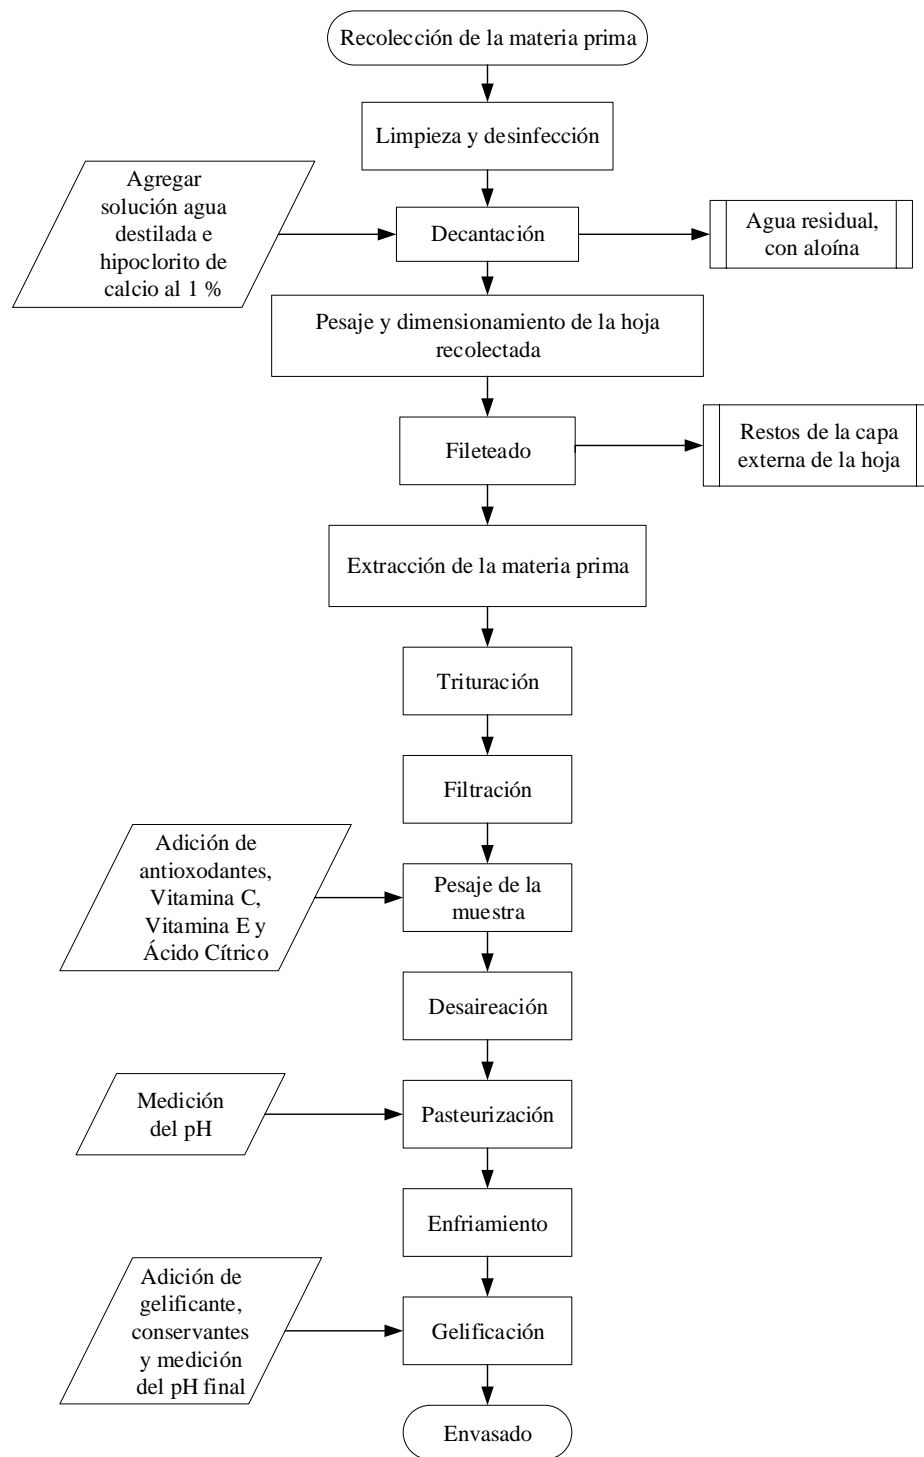 Recolección de la materia prima
Limpieza y desinfección
Agregar
solución agua
destilada e
hipoclorito de
calcio al 1 %
Decantación
Agua residual,
con aloína
Pesaje y dimensionamiento de la hoja
recolectada
Fileteado
Restos de la capa
externa de la hoja
Extracción de la materia prima
Trituración
Filtración
Adición de
antioxodantes,
Vitamina C,
Vitamina E y
Ácido Cítrico
Pesaje de la
muestra
Desaireación
Medición
del pH
Pasteurización
Enfriamiento
Adición de
gelificante,
conservantes
y medición
del pH final
Gelificación
Envasado